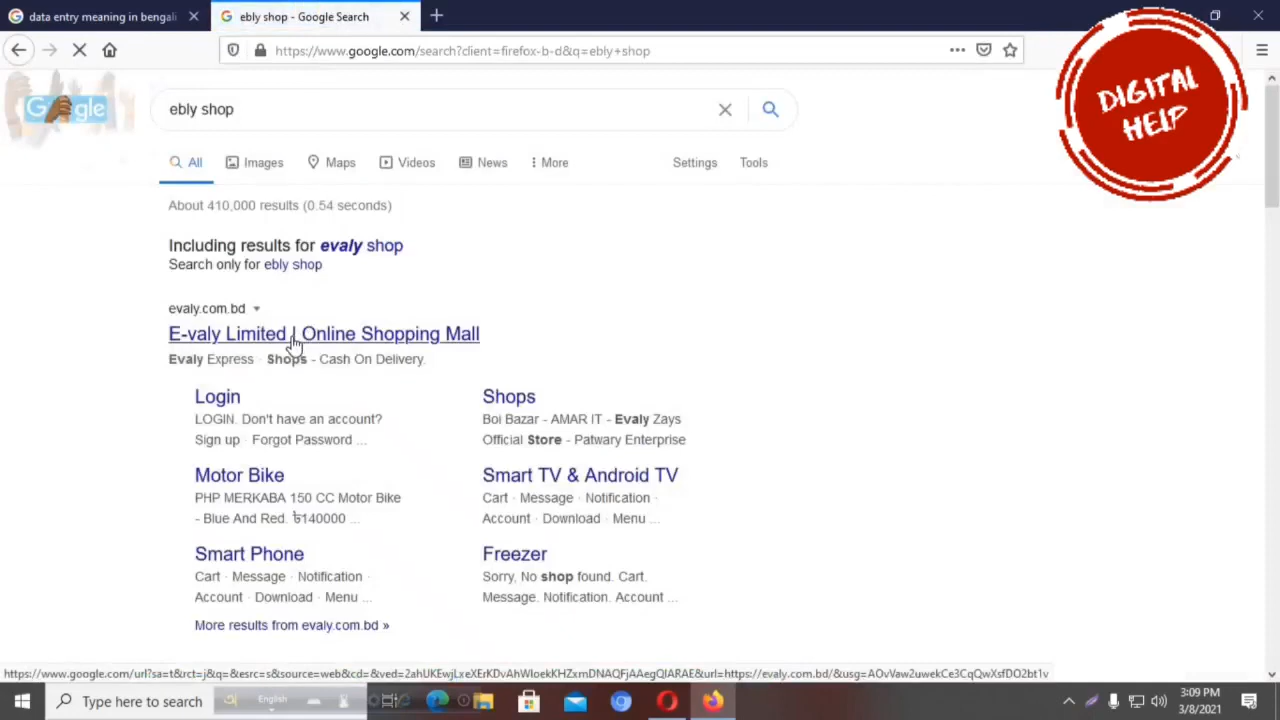 data entry meaning in bengali
ebly shop - Google Search
https://www.google.com/search?client=firefox-b-d&q=ebly+shop
DIGITAL
HELP
Google
ebly shop
All Images Maps Videos News More Settings Tools
About 410,000 results (0.54 seconds)
Including results for evaly shop
Search only for ebly shop
evaly.com.bd
E-valy Limited | Online Shopping Mall
Evaly Express · Shops - Cash On Delivery.
Login
LOGIN. Don't have an account?
Sign up · Forgot Password ...
Shops
Boi Bazar - AMAR IT - Evaly Zays
Official Store - Patwary Enterprise
Motor Bike
PHP MERKABA 150 CC Motor Bike
- Blue And Red. ৳140000 ...
Smart TV & Android TV
Cart · Message · Notification ·
Account · Download · Menu ...
Smart Phone
Cart · Message · Notification ·
Account · Download · Menu ...
Freezer
Sorry, No shop found. Cart.
Message. Notification. Account ...
More results from evaly.com.bd »
https://www.google.com/url?sa=t&rct=j&q=&esrc=s&source=web&cd=&ved=2ahUKEwjLxeXErKDvAhWIoekKHZxmDNAQFjAAegQIARAE&url=https://evaly.com.bd/&usg=AOvVaw2uwekCe3CqQwXsfDO2bt1v
Type here to search
English
3:09 PM
3/8/2021